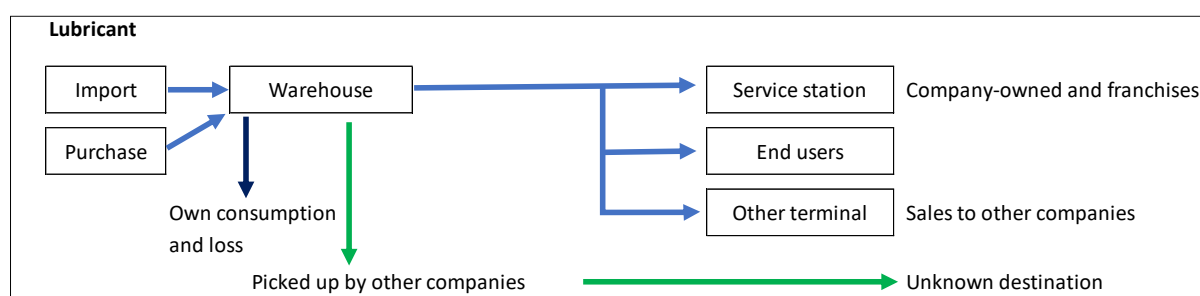 Lubricant
Import
Warehouse
Service station
Company-owned and franchises
Purchase
End users
Own consumption
and loss
Other terminal
Sales to other companies
Picked up by other companies
Unknown destination